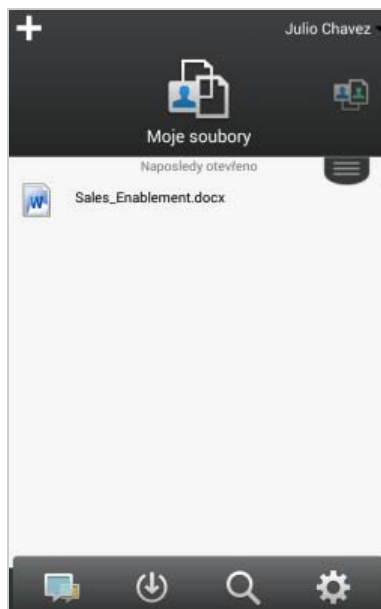 Julio Chavez
Moje soubory
Naposledy otevřeno
Sales_Enablement.docx